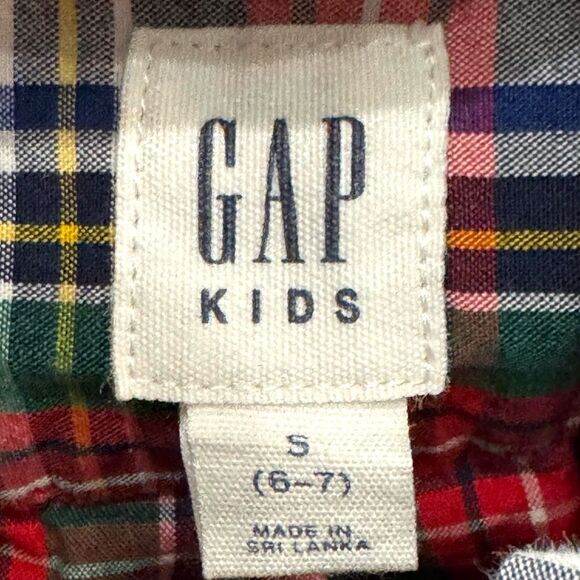 GAP
KIDS
S
(6-7)
MADE IN
SRI LANKA